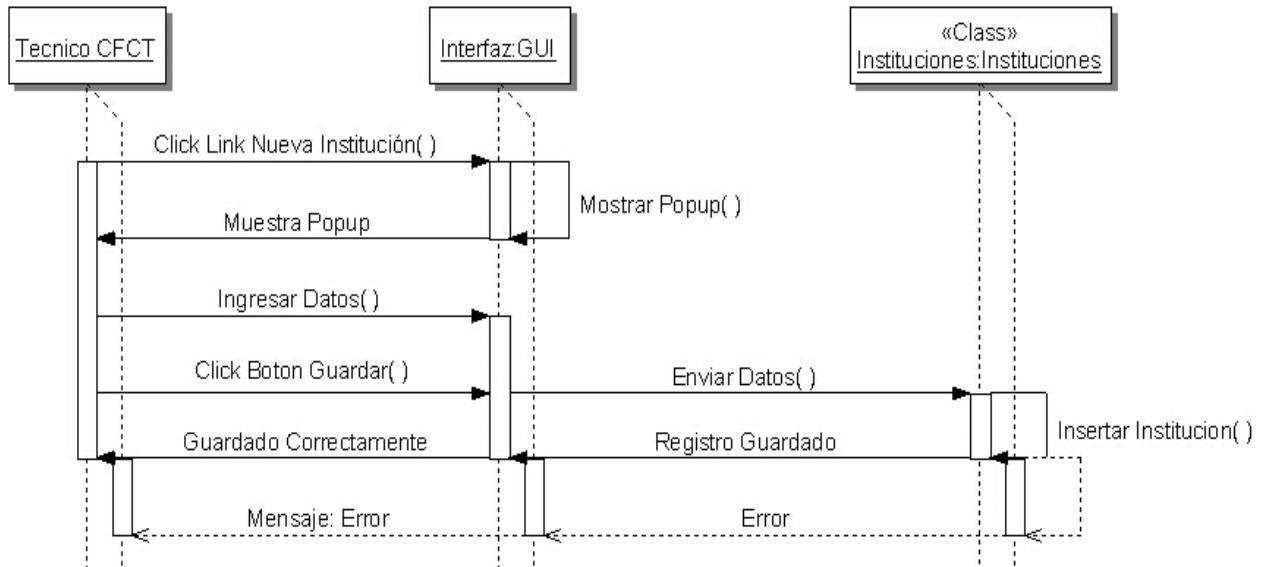 Tecnico CFCT
Interfaz:GUI
«Class»
Instituciones:Instituciones
Click Link Nueva Institución( )
Mostrar Popup( )
Muestra Popup
Ingresar Datos( )
Click Boton Guardar( )
Enviar Datos( )
Insertar Institucion( )
Guardado Correctamente
Registro Guardado
Mensaje: Error
Error